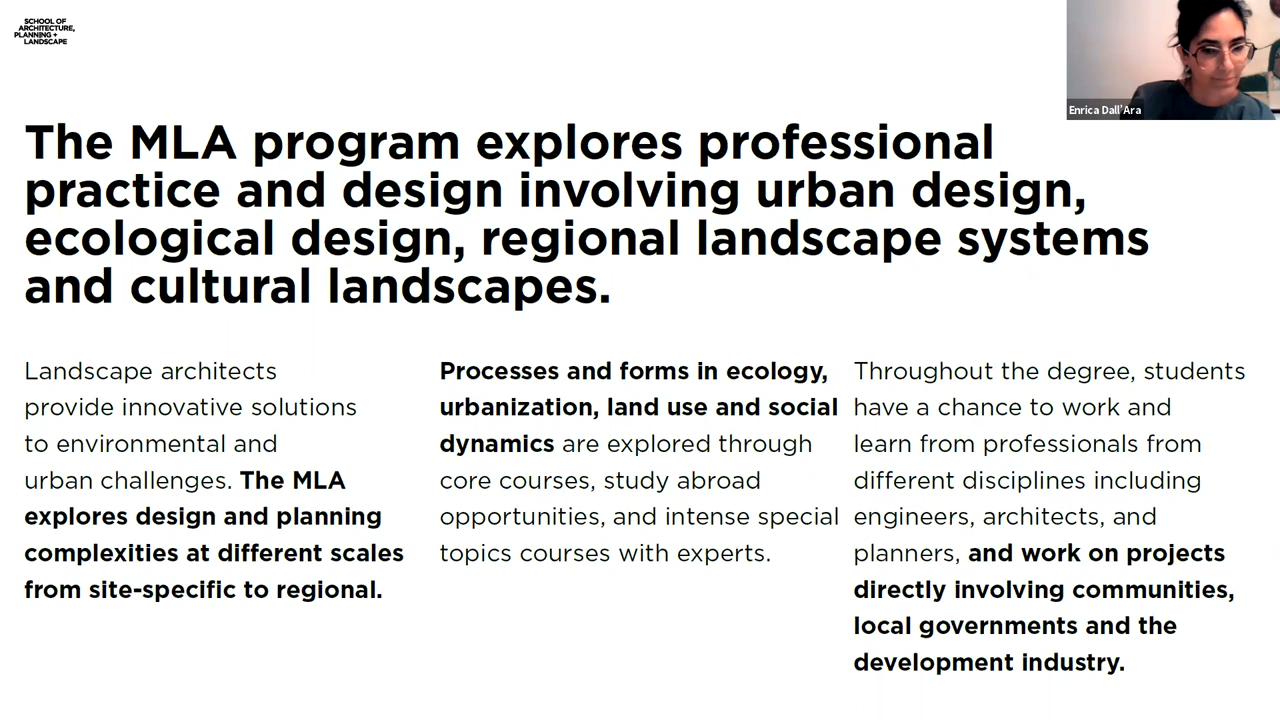 SCHOOL OF
ARCHITECTURE,
PLANNING +
LANDSCAPE
Enrica Dall'Ara
The MLA program explores professional
practice and design involving urban design,
ecological design, regional landscape systems
and cultural landscapes.
Landscape architects
provide innovative solutions
to environmental and
urban challenges. The MLA
explores design and planning
complexities at different scales
from site-specific to regional.
Processes and forms in ecology,
urbanization, land use and social
dynamics are explored through
core courses, study abroad
opportunities, and intense special
topics courses with experts.
Throughout the degree, students
have a chance to work and
learn from professionals from
different disciplines including
engineers, architects, and
planners, and work on projects
directly involving communities,
local governments and the
development industry.